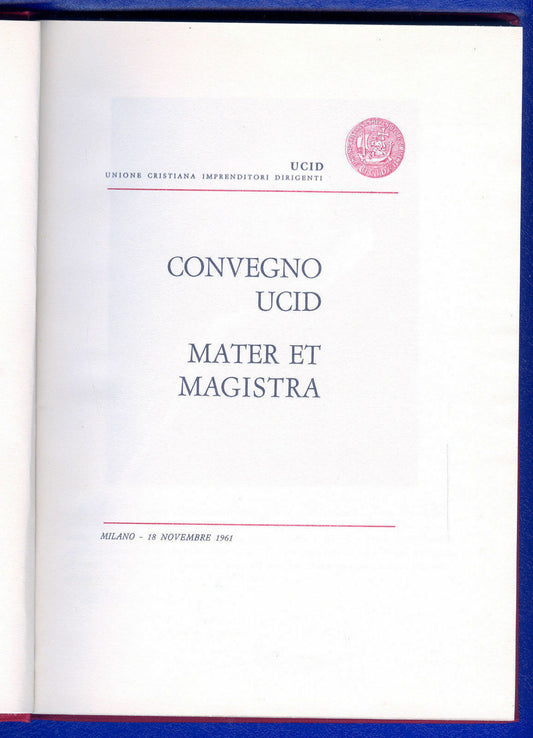 UCID
UNIONE CRISTIANA IMPRENDITORI DIRIGENTI
CONVEGNO
UCID
MATER ET
MAGISTRA
MILANO - 18 NOVEMBRE 1961